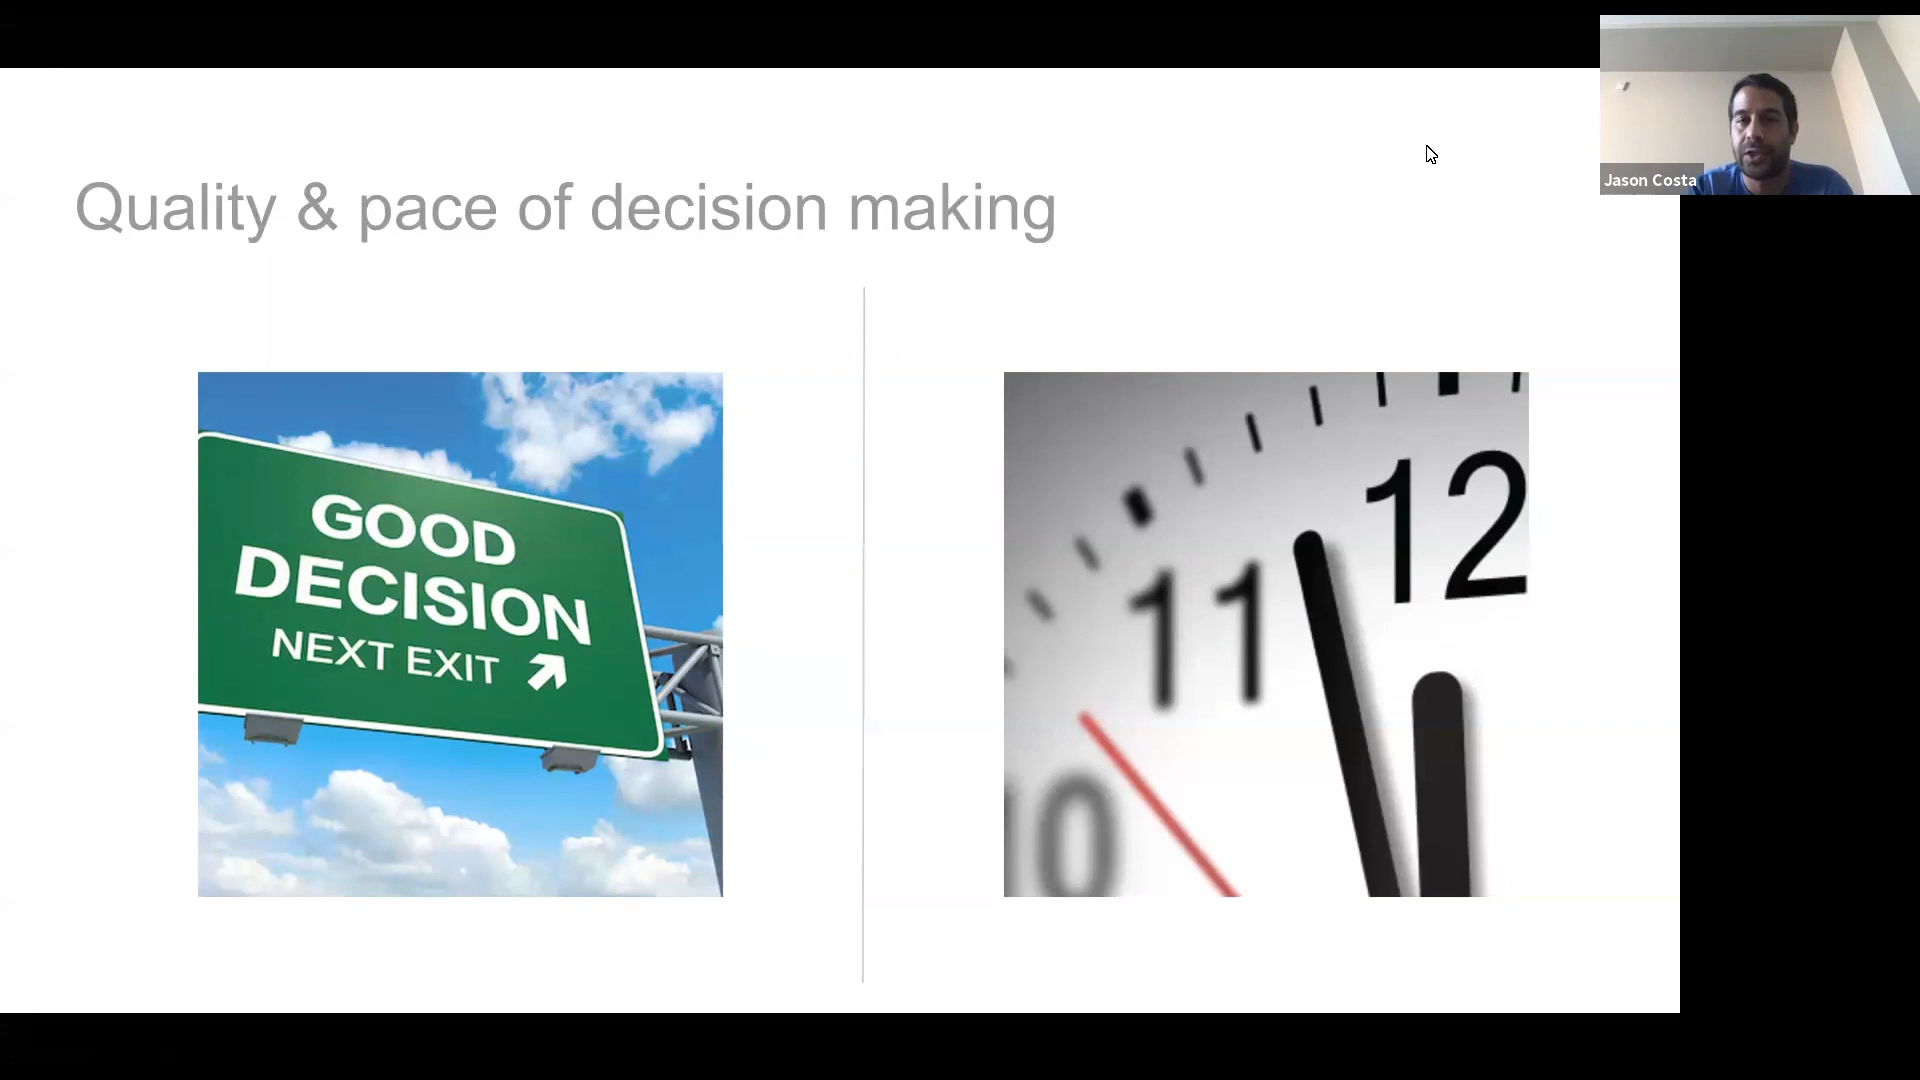 Jason Costa
Quality & pace of decision making
GOOD
DECISION
NEXT EXIT
12
11
10